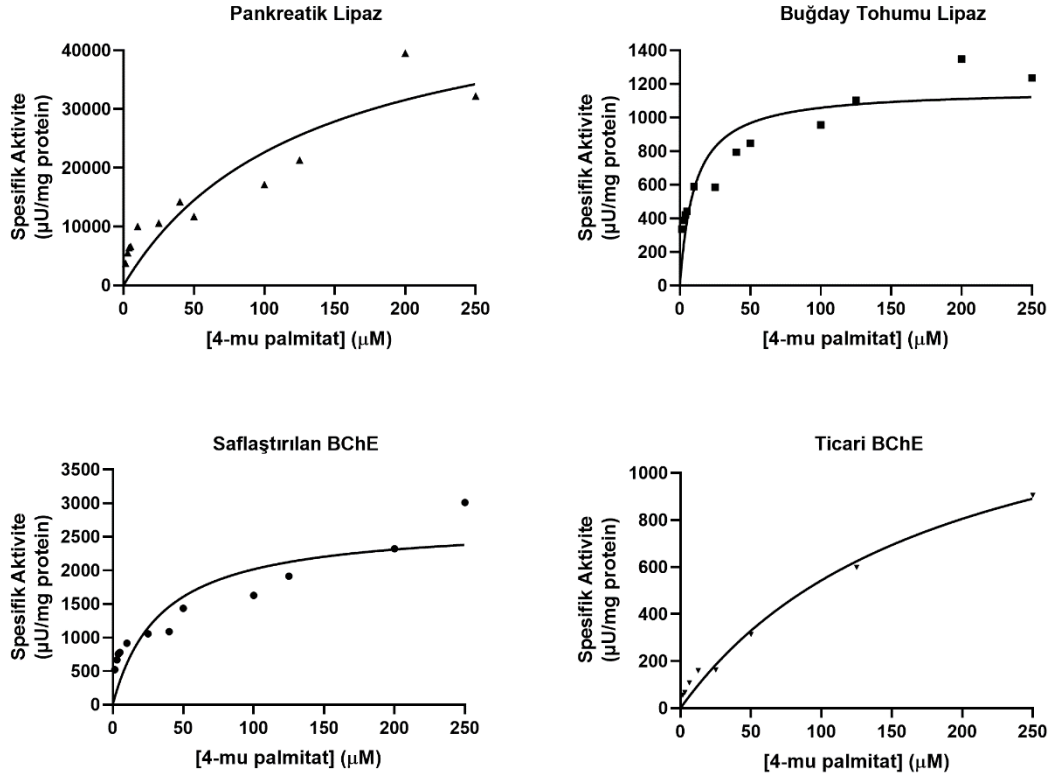 Pankreatik Lipaz
Spesifik Aktivite
(µU/mg protein)
40000
30000
20000
10000
0
0 50 100 150 200 250
[4-mu palmitat] (µM)
Buğday Tohumu Lipaz
Spesifik Aktivite
(µU/mg protein)
1400
1200
1000
800
600
400
200
0
0 50 100 150 200 250
[4-mu palmitat] (µM)
Saflaştırılan BChE
Spesifik Aktivite
(µU/mg protein)
3500
3000
2500
2000
1500
1000
500
0
0 50 100 150 200 250
[4-mu palmitat] (µM)
Ticari BChE
Spesifik Aktivite
(µU/mg protein)
1000
800
600
400
200
0
0 50 100 150 200 250
[4-mu palmitat] (µM)